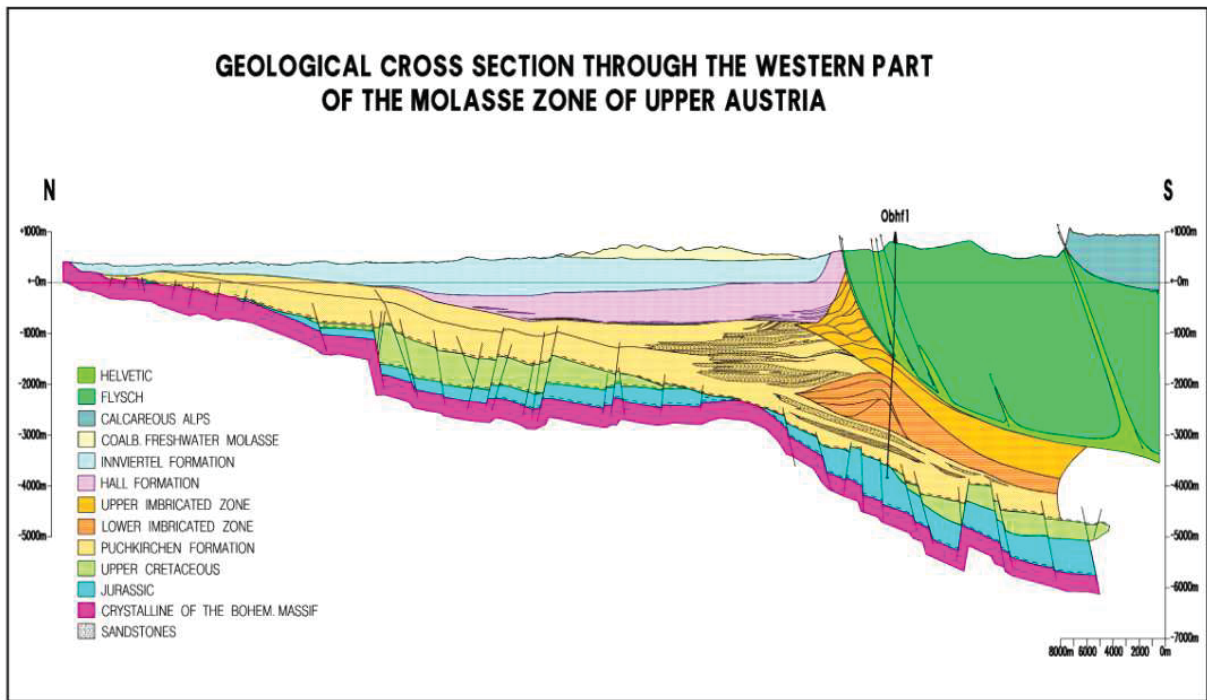 GEOLOGICAL CROSS SECTION THROUGH THE WESTERN PART
OF THE MOLASSE ZONE OF UPPER AUSTRIA
N
S
Obhf1
+1000m
+-0m
-1000m
-2000m
-3000m
-4000m
-5000m
+1000m
+-0m
-1000m
-2000m
-3000m
-4000m
-5000m
-6000m
-7000m
HELVETIC
FLYSCH
CALCAREOUS ALPS
COALB. FRESHWATER MOLASSE
INNVIERTEL FORMATION
HALL FORMATION
UPPER IMBRICATED ZONE
LOWER IMBRICATED ZONE
PUCHKIRCHEN FORMATION
UPPER CRETACEOUS
JURASSIC
CRYSTALLINE OF THE BOHEM. MASSIF
SANDSTONES
8000m 6000 4000 2000 0m